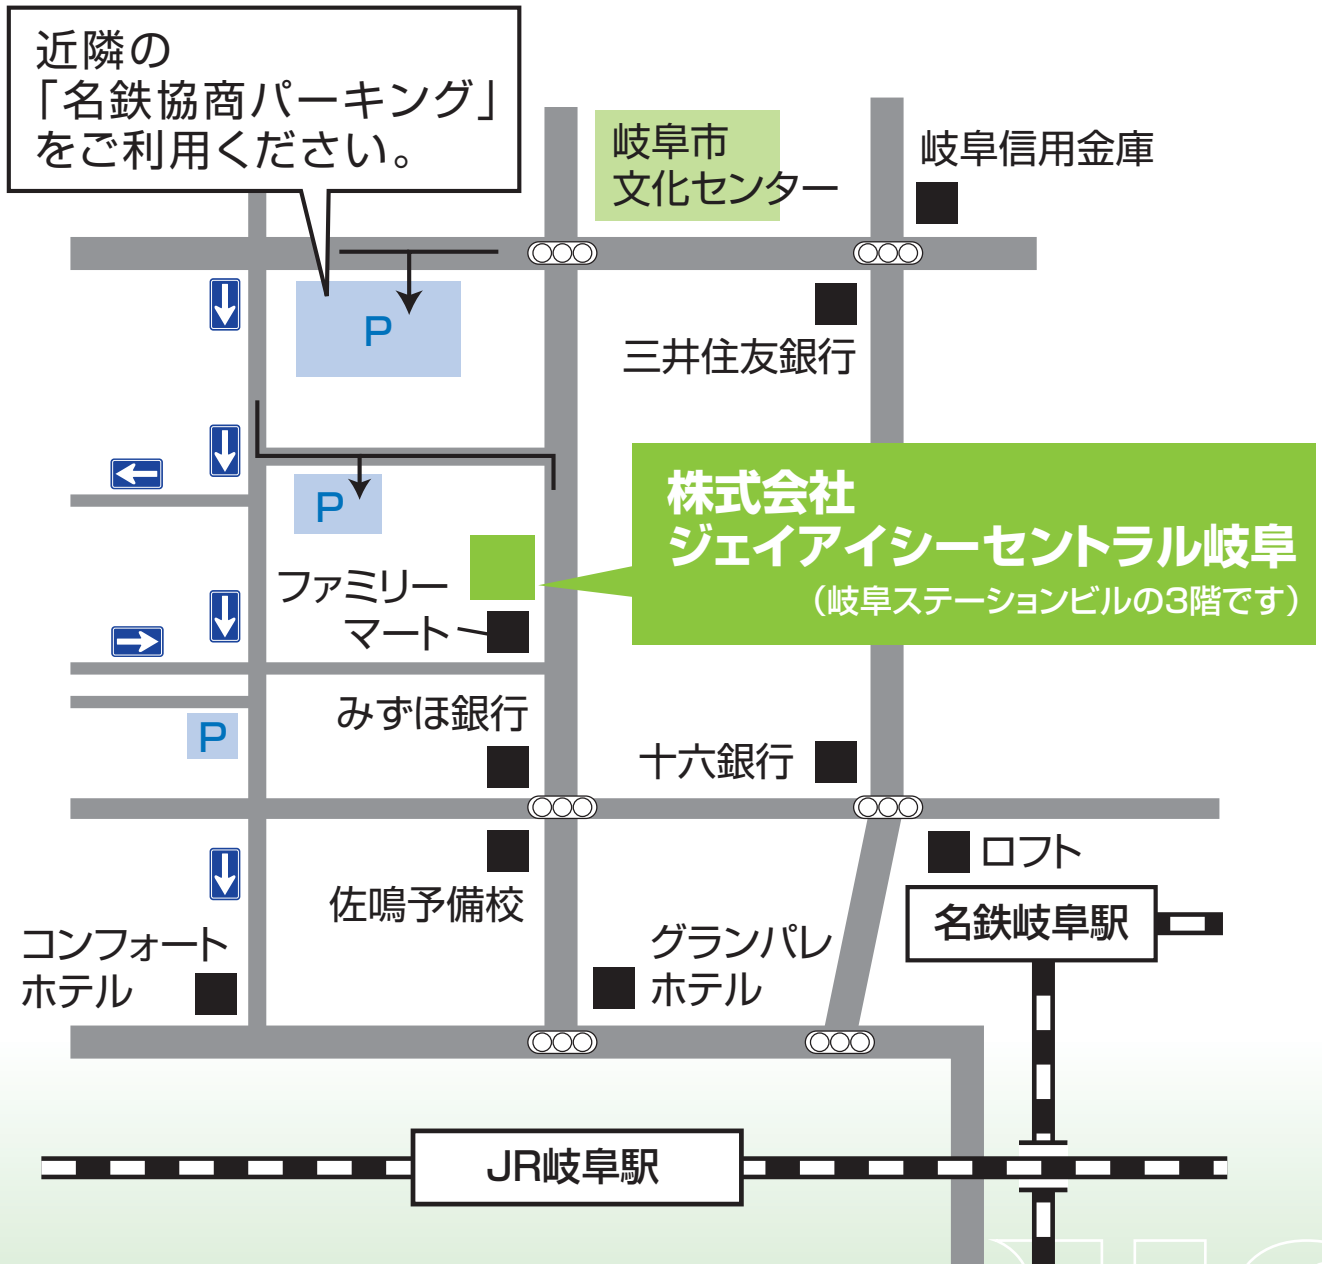 近隣の
「名鉄協商パーキング」
をご利用ください。
岐阜市
文化センター
岐阜信用金庫
P
三井住友銀行
株式会社
ジェイアイシーセントラル岐阜
（岐阜ステーションビルの3階です）
P
ファミリー
マート
みずほ銀行
P
十六銀行
ロフト
佐鳴予備校
名鉄岐阜駅
コンフォート
ホテル
グランパレ
ホテル
JR岐阜駅